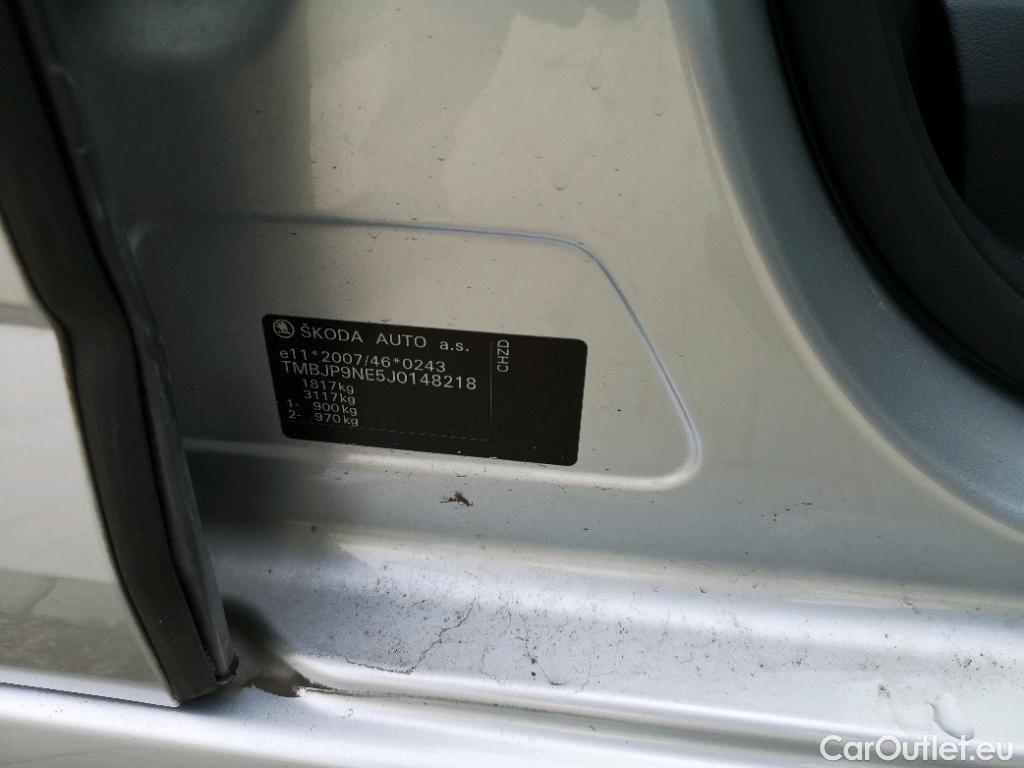 ŠKODA AUTO a.s.
e11*2007/46*0243
TMBJP9NE5J0148218
1817kg
3117kg
1- 900kg
2- 970kg
CHZD
CarOutlet.eu